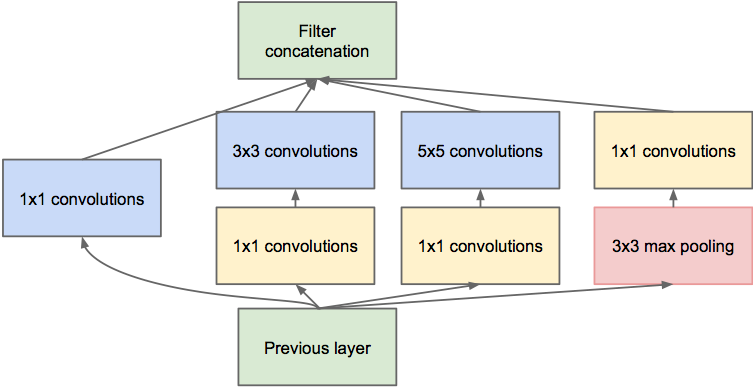 Filter
concatenation
3x3 convolutions
5x5 convolutions
1x1 convolutions
1x1 convolutions
1x1 convolutions
1x1 convolutions
3x3 max pooling
Previous layer